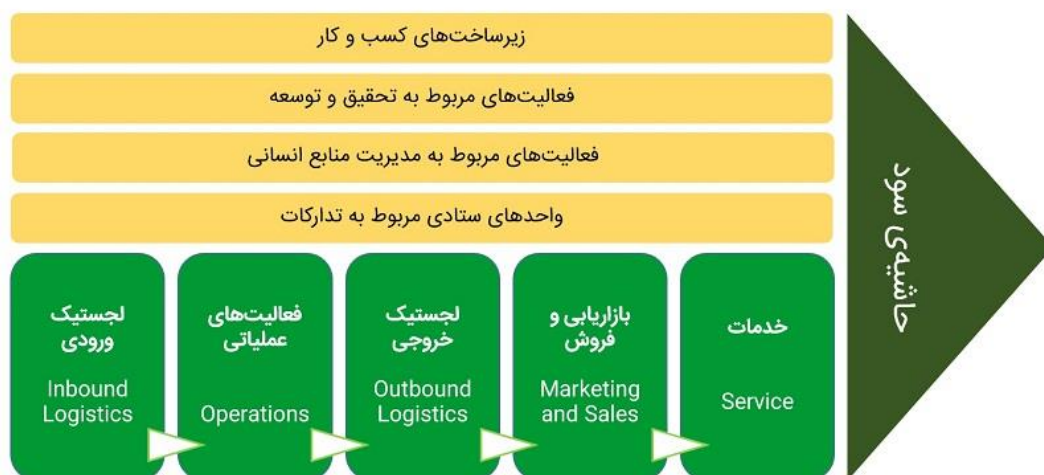 زیرساخت‌های کسب و کار
فعالیت‌های مربوط به تحقیق و توسعه
فعالیت‌های مربوط به مدیریت منابع انسانی
واحدهای ستادی مربوط به تدارکات
لجستیک
ورودی
Inbound
Logistics
فعالیت‌های
عملیاتی
Operations
لجستیک
خروجی
Outbound
Logistics
بازاریابی و
فروش
Marketing
and Sales
خدمات
Service
حاشیه‌ی سود